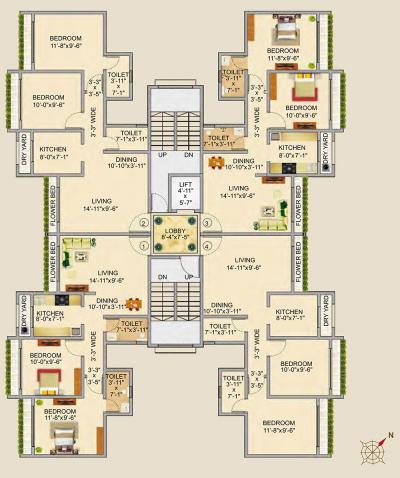 BEDROOM
11'-8"x9'-6"
BEDROOM
11'-8"x9'-6"
TOILET
3'-11"
x
7'-1"
TOILET
3'-11"
x
7'-1"
3'-3"
x
3'-5"
3'-3"
x
3'-5"
BEDROOM
10'-0"x9'-6"
BEDROOM
10'-0"x9'-6"
3'-3" WIDE
3'-3" WIDE
TOILET
7'-1"x3'-11"
TOILET
7'-1"x3'-11"
DRY YARD
KITCHEN
8'-0"x7'-1"
KITCHEN
8'-0"x7'-1"
DRY YARD
DINING
10'-10"x3'-11"
UP
DN
DINING
10'-10"x3'-11"
FLOWER BED
LIVING
14'-11"x9'-6"
LIFT
4'-11"
x
5'-7"
LIVING
14'-11"x9'-6"
FLOWER BED
2
3
LOBBY
8'-4"x7'-5"
1
4
FLOWER BED
LIVING
14'-11"x9'-6"
LIVING
14'-11"x9'-6"
FLOWER BED
DN
UP
DRY YARD
KITCHEN
8'-0"x7'-1"
DINING
10'-10"x3'-11"
DINING
10'-10"x3'-11"
KITCHEN
8'-0"x7'-1"
DRY YARD
TOILET
7'-1"x3'-11"
TOILET
7'-1"x3'-11"
3'-3" WIDE
3'-3" WIDE
BEDROOM
10'-0"x9'-6"
BEDROOM
10'-0"x9'-6"
3'-3"
x
3'-5"
3'-3"
x
3'-5"
TOILET
3'-11"
x
7'-1"
TOILET
3'-11"
x
7'-1"
BEDROOM
11'-8"x9'-6"
BEDROOM
11'-8"x9'-6"
N